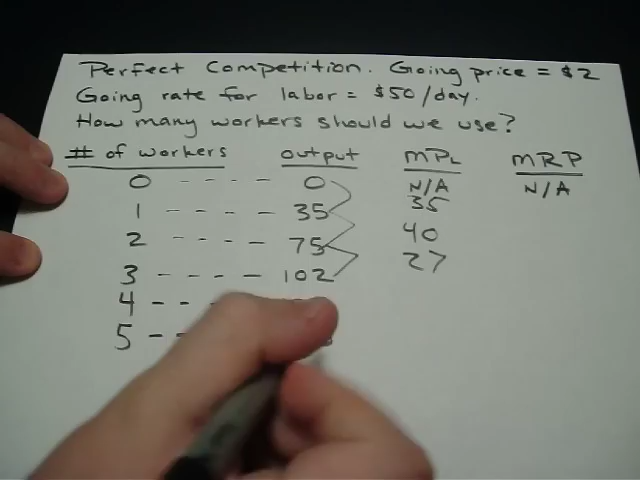 Perfect Competition. Going price = $2
Going rate for labor = $50/day.
How many workers should we use?
# of workers output MPL MRP
0 - - - - - 0 N/A N/A
1 - - - - 35 35
2 - - - - 75 40
3 - - - - 102 27
4 - - -
5 - -